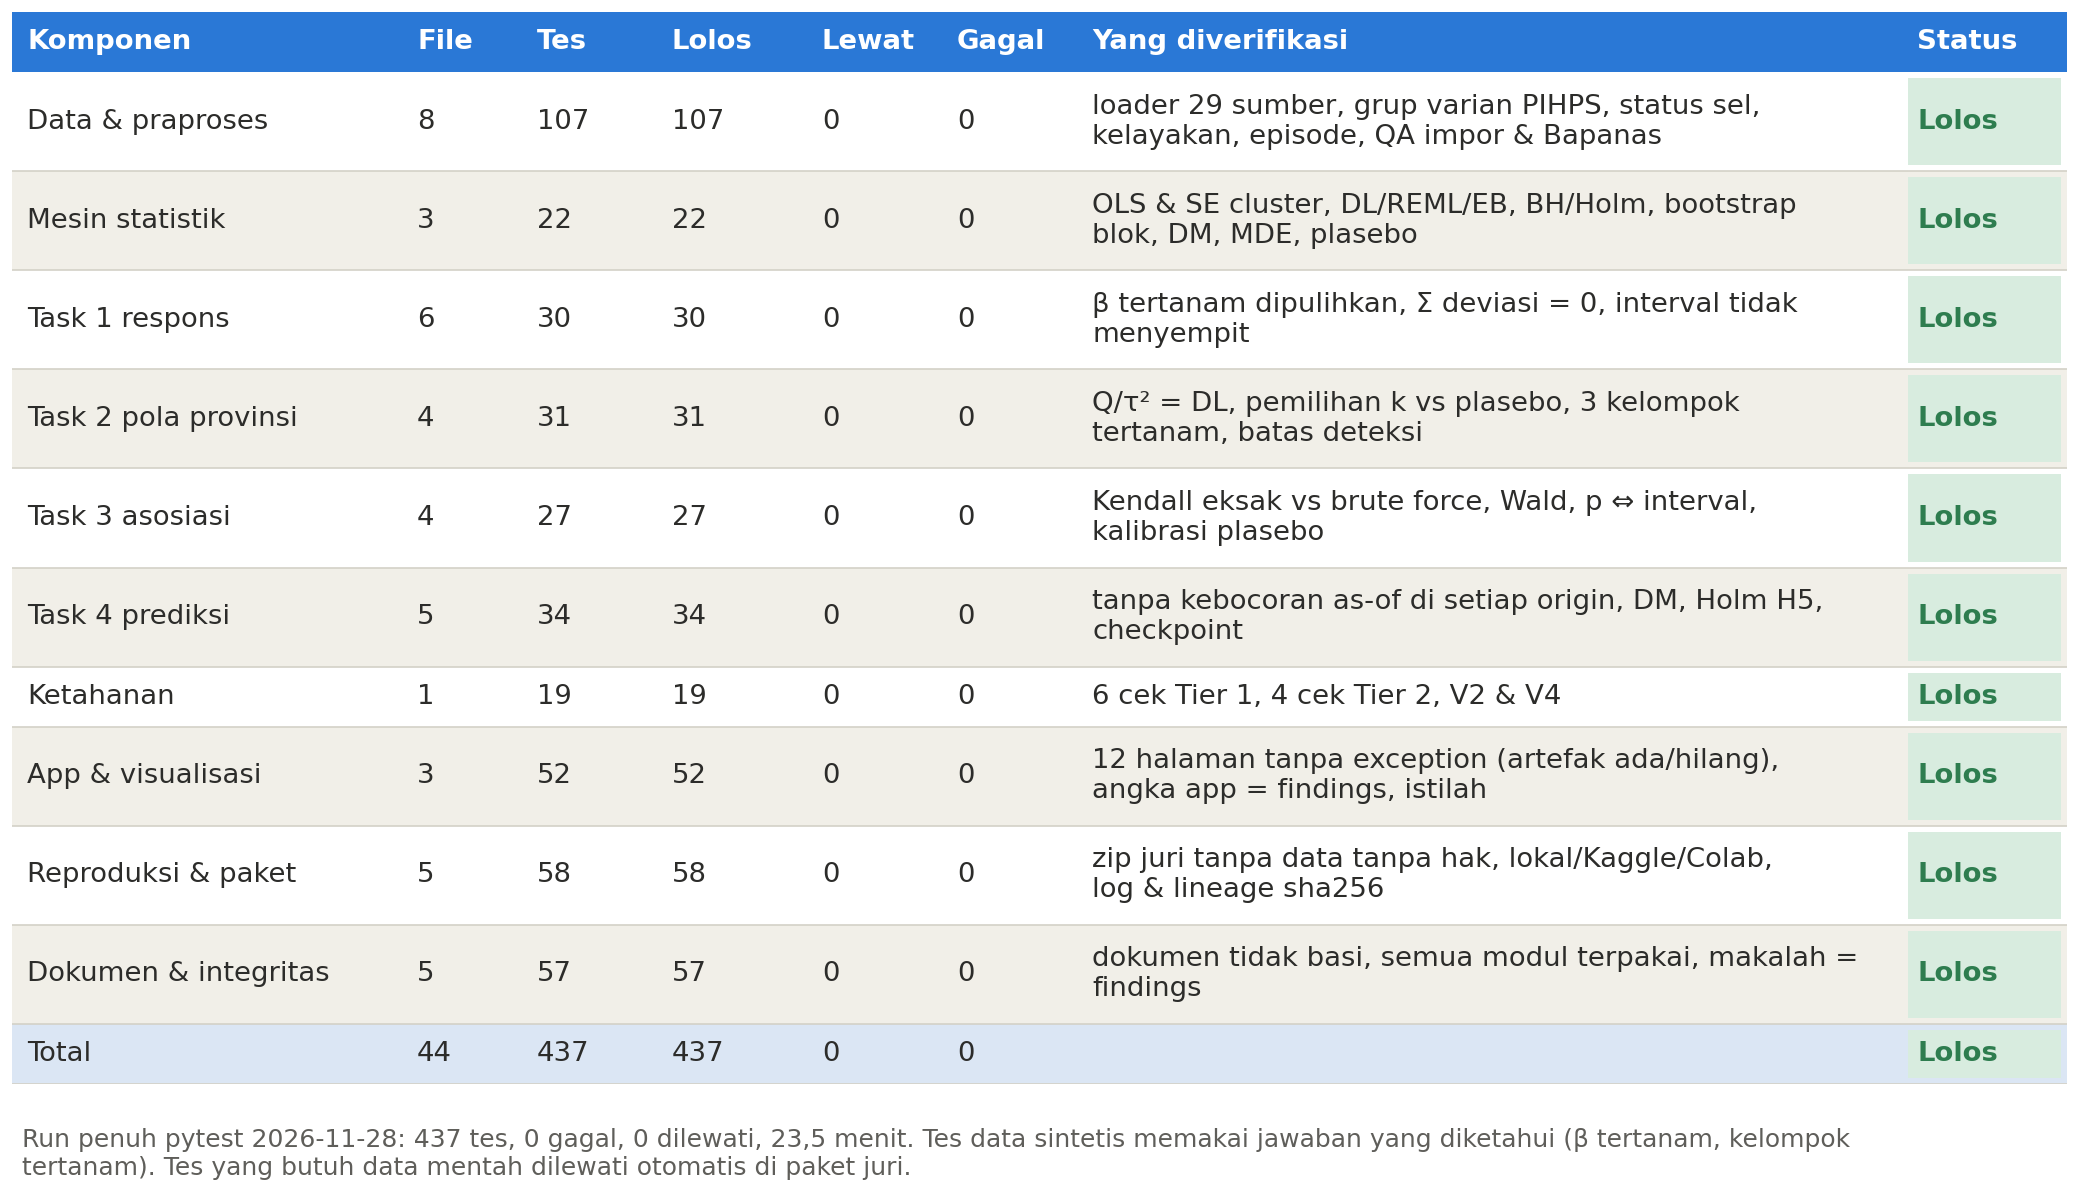 Komponen File Tes Lolos Lewat Gagal Yang diverifikasi Status
Data & praproses 8 107 107 0 0 loader 29 sumber, grup varian PIHPS, status sel, Lolos
kelayakan, episode, QA impor & Bapanas
Mesin statistik 3 22 22 0 0 OLS & SE cluster, DL/REML/EB, BH/Holm, bootstrap Lolos
blok, DM, MDE, plasebo
Task 1 respons 6 30 30 0 0 β tertanam dipulihkan, Σ deviasi = 0, interval tidak Lolos
menyempit
Task 2 pola provinsi 4 31 31 0 0 Q/τ² = DL, pemilihan k vs plasebo, 3 kelompok Lolos
tertanam, batas deteksi
Task 3 asosiasi 4 27 27 0 0 Kendall eksak vs brute force, Wald, p ⇔ interval, Lolos
kalibrasi plasebo
Task 4 prediksi 5 34 34 0 0 tanpa kebocoran as-of di setiap origin, DM, Holm H5, Lolos
checkpoint
Ketahanan 1 19 19 0 0 6 cek Tier 1, 4 cek Tier 2, V2 & V4 Lolos
App & visualisasi 3 52 52 0 0 12 halaman tanpa exception (artefak ada/hilang), Lolos
angka app = findings, istilah
Reproduksi & paket 5 58 58 0 0 zip juri tanpa data tanpa hak, lokal/Kaggle/Colab, Lolos
log & lineage sha256
Dokumen & integritas 5 57 57 0 0 dokumen tidak basi, semua modul terpakai, makalah = Lolos
findings
Total 44 437 437 0 0 Lolos
Run penuh pytest 2026-11-28: 437 tes, 0 gagal, 0 dilewati, 23,5 menit. Tes data sintetis memakai jawaban yang diketahui (β tertanam, kelompok
tertanam). Tes yang butuh data mentah dilewati otomatis di paket juri.